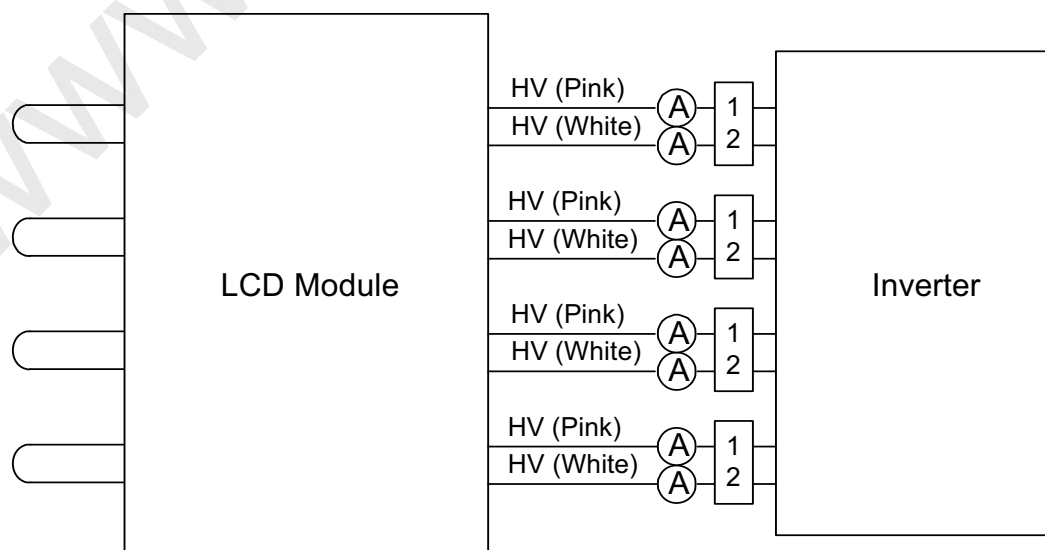 HV (Pink)
A
1
HV (White)
A
2
HV (Pink)
A
1
HV (White)
A
2
LCD Module
Inverter
HV (Pink)
A
1
HV (White)
A
2
HV (Pink)
A
1
HV (White)
A
2